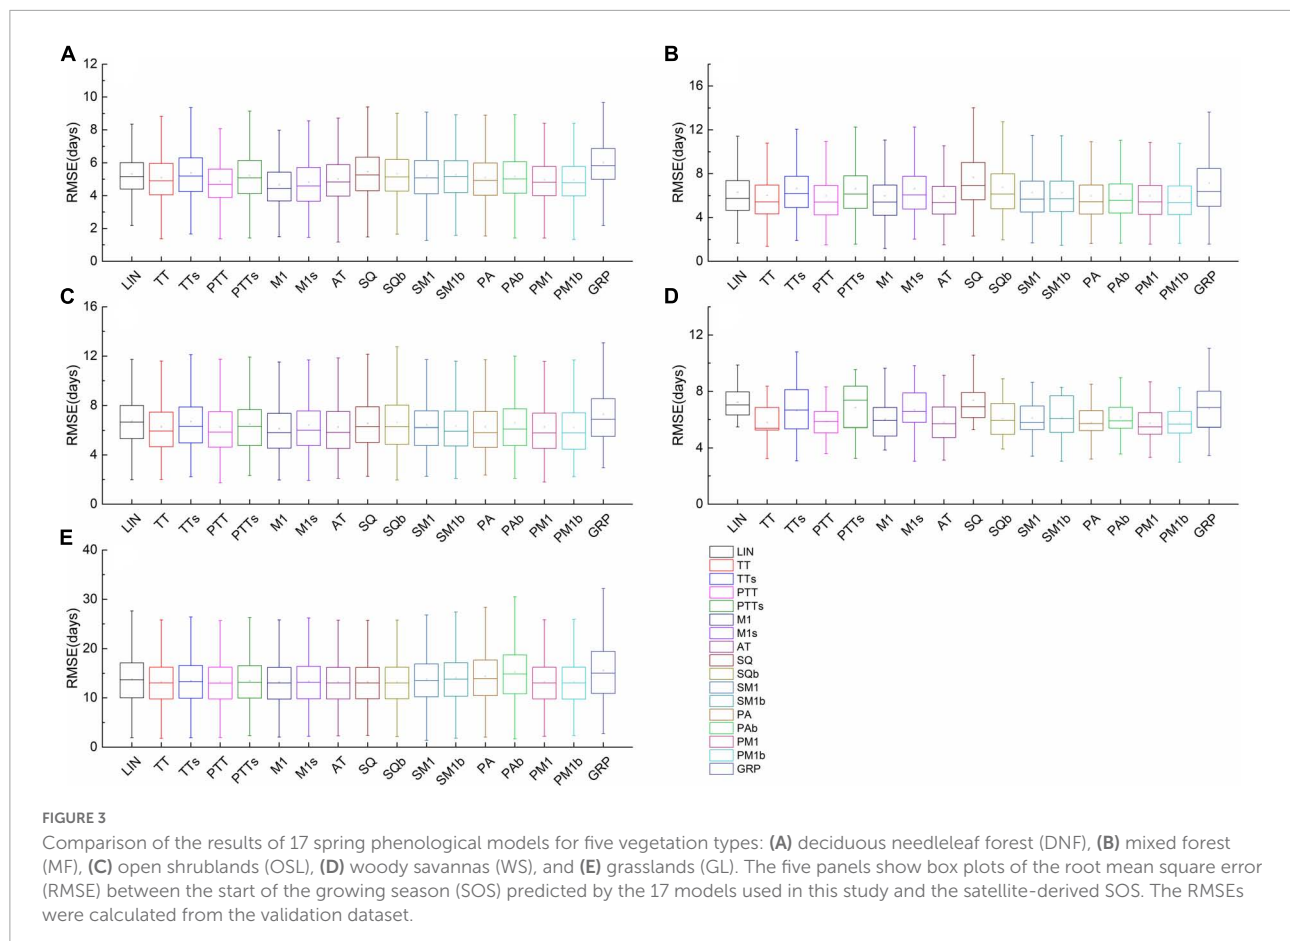 A
RMSE(days)
12
10
8
6
4
2
0
LIN TT TTs PTT PTTs M1 M1s AT SQ SQb SM1 SM1b PA PAb PM1 PM1b GRP
B
RMSE(days)
16
12
8
4
0
LIN TT TTs PTT PTTs M1 M1s AT SQ SQb SM1 SM1b PA PAb PM1 PM1b GRP
C
RMSE(days)
16
12
8
4
0
LIN TT TTs PTT PTTs M1 M1s AT SQ SQb SM1 SM1b PA PAb PM1 PM1b GRP
D
RMSE(days)
12
8
4
0
LIN TT TTs PTT PTTs M1 M1s AT SQ SQb SM1 SM1b PA PAb PM1 PM1b GRP
E
RMSE(days)
40
30
20
10
0
LIN TT TTs PTT PTTs M1 M1s AT SQ SQb SM1 SM1b PA PAb PM1 PM1b GRP
LIN
TT
TTs
PTT
PTTs
M1
M1s
AT
SQ
SQb
SM1
SM1b
PA
PAb
PM1
PM1b
GRP
FIGURE 3
Comparison of the results of 17 spring phenological models for five vegetation types: (A) deciduous needleleaf forest (DNF), (B) mixed forest
(MF), (C) open shrublands (OSL), (D) woody savannas (WS), and (E) grasslands (GL). The five panels show box plots of the root mean square error
(RMSE) between the start of the growing season (SOS) predicted by the 17 models used in this study and the satellite-derived SOS. The RMSEs
were calculated from the validation dataset.